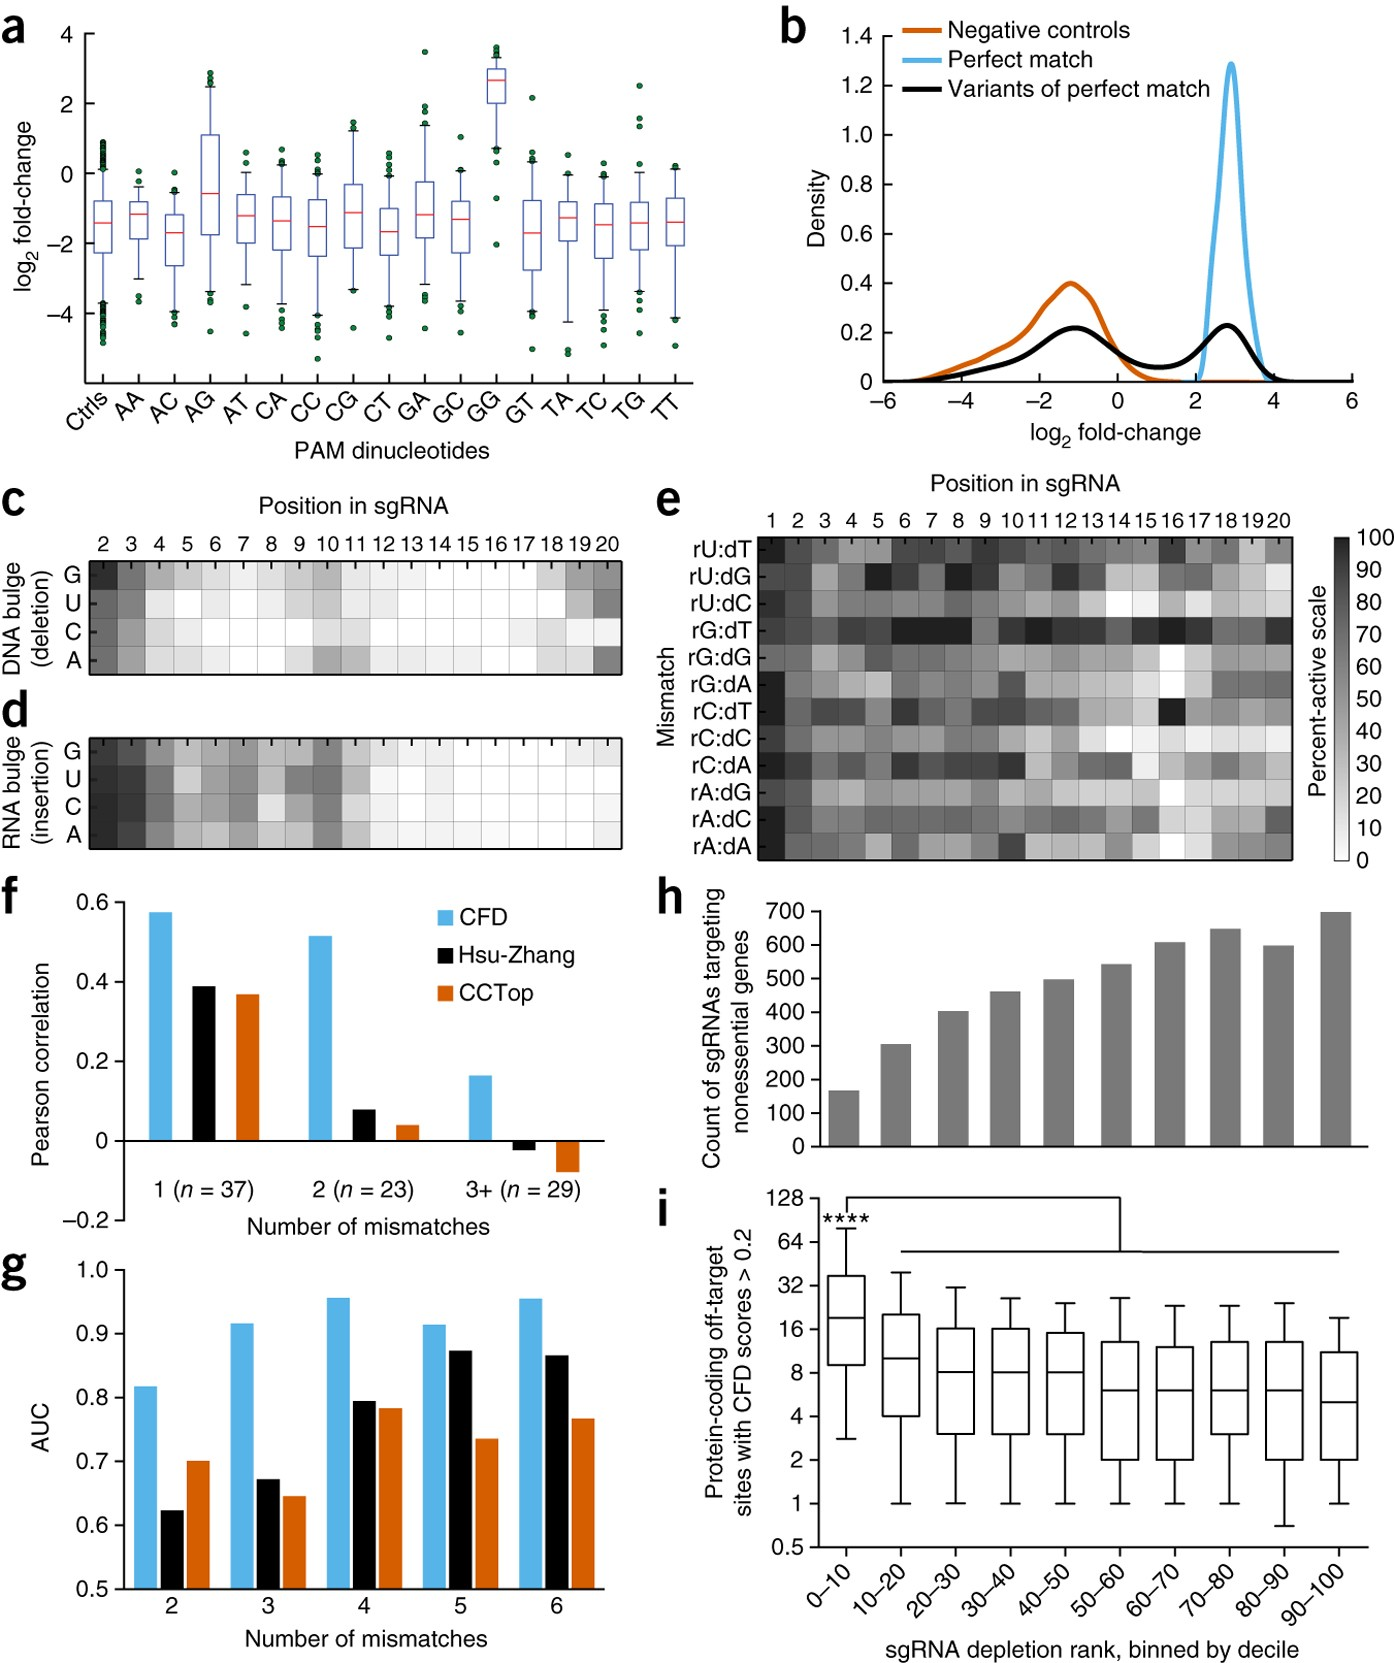 a
4
2
0
−2
−4
log2 fold-change
Ctrls AA AC AG AT CA CC CG CT GA GC GG GT TA TC TG TT
PAM dinucleotides
b
Negative controls
Perfect match
Variants of perfect match
1.4
1.2
1.0
0.8
0.6
0.4
0.2
0
Density
−6 −4 −2 0 2 4 6
log2 fold-change
c
Position in sgRNA
2 3 4 5 6 7 8 9 10 11 12 13 14 15 16 17 18 19 20
DNA bulge
(deletion)
G
U
C
A
d
RNA bulge
(insertion)
G
U
C
A
e
Position in sgRNA
1 2 3 4 5 6 7 8 9 10 11 12 13 14 15 16 17 18 19 20
Mismatch
rU:dT
rU:dG
rU:dC
rG:dT
rG:dG
rG:dA
rC:dT
rC:dC
rC:dA
rA:dG
rA:dC
rA:dA
Percent-active scale
100
90
80
70
60
50
40
30
20
10
0
f
0.6
0.4
0.2
0
−0.2
Pearson correlation
CFD
Hsu-Zhang
CCTop
1 (n = 37) 2 (n = 23) 3+ (n = 29)
Number of mismatches
g
1.0
0.9
0.8
0.7
0.6
0.5
AUC
2 3 4 5 6
Number of mismatches
h
Count of sgRNAs targeting
nonessential genes
700
600
500
400
300
200
100
0
i
Protein-coding off-target
sites with CFD scores > 0.2
128
64
32
16
8
4
2
1
0.5
****
0–10 10–20 20–30 30–40 40–50 50–60 60–70 70–80 80–90 90–100
sgRNA depletion rank, binned by decile